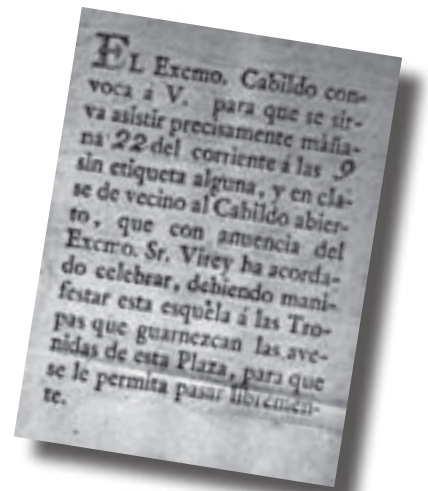 EL Excmo. Cabildo con-
voca á V. para que se sir-
va asistir precisamente mañа-
na 22 del corriente á las 9
sin etiqueta alguna, y en cla-
se de vecino al Cabildo abier-
to, que con anuencia del
Excmo. Sr. Virey ha acorda-
do celebrar, debiendo mani-
festar esta esquela á las Tro-
pas que guarnezcan las ave-
nidas de esta Plaza, para que
se le permita pasar libremen-
te.